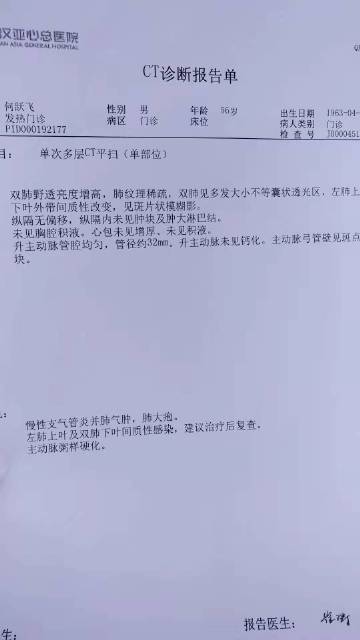 汉亚心总医院
AN ASIA GENERAL HOSPITAL
CT诊断报告单
何跃飞 性别 男 年龄 56岁 出生日期 1963-04-
发热门诊 病区 门诊 床位 病人类别 门诊
PID000192177 检查号 J0000451
目: 单次多层CT平扫（单部位）
双肺野透亮度增高，肺纹理稀疏，双肺见多发大小不等囊状透光区，左肺上
下叶外带间质性改变，见斑片状模糊影。
纵隔无偏移，纵隔内未见肿块及肿大淋巴结。
未见胸腔积液。心包未见增厚、未见积液。
升主动脉管腔均匀，管径约32mm，升主动脉未见钙化。主动脉弓管壁见斑点
块。
慢性支气管炎并肺气肿，肺大疱。
左肺上叶及双肺下叶间质性感染，建议治疗后复查。
主动脉粥样硬化。
报告医生:
生: